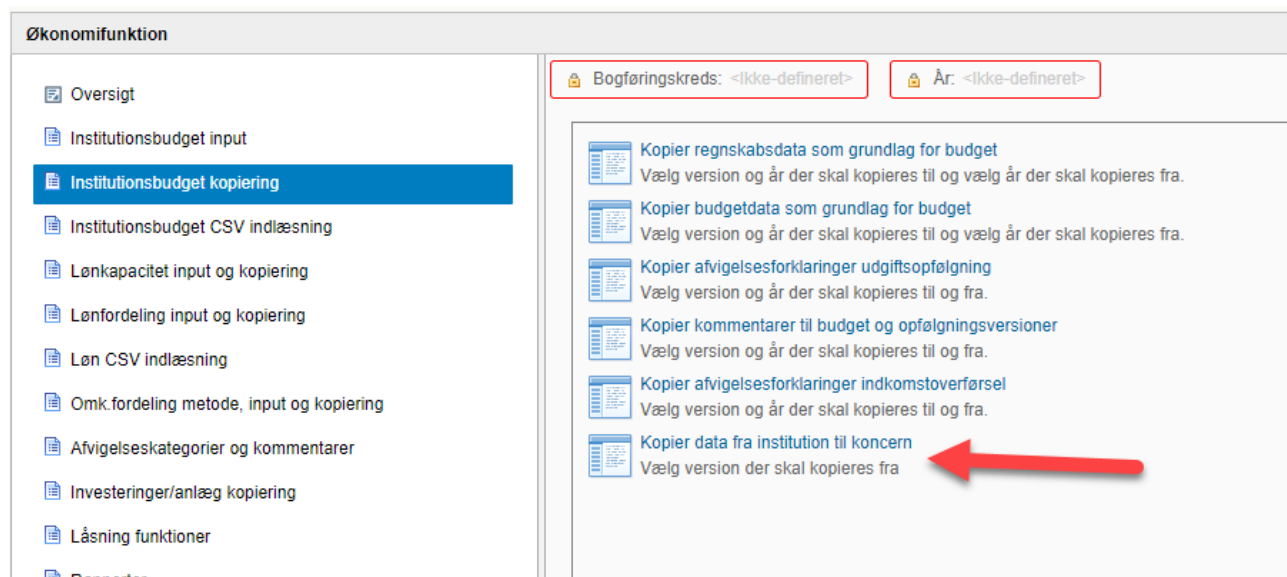 Økonomifunktion
Oversigt
Institutionsbudget input
Institutionsbudget kopiering
Institutionsbudget CSV indlæsning
Lønkapacitet input og kopiering
Lønfordeling input og kopiering
Løn CSV indlæsning
Omk.fordeling metode, input og kopiering
Afvigelseskategorier og kommentarer
Investeringer/anlæg kopiering
Låsning funktioner
Bogføringskreds: <Ikke-defineret>
År: <Ikke-defineret>
Kopier regnskabsdata som grundlag for budget
Vælg version og år der skal kopieres til og vælg år der skal kopieres fra.
Kopier budgetdata som grundlag for budget
Vælg version og år der skal kopieres til og vælg år der skal kopieres fra.
Kopier afvigelsesforklaringer udgiftsopfølgning
Vælg version og år der skal kopieres til og fra.
Kopier kommentarer til budget og opfølgningsversioner
Vælg version og år der skal kopieres til og fra.
Kopier afvigelsesforklaringer indkomstoverførsel
Vælg version og år der skal kopieres til og fra.
Kopier data fra institution til koncern
Vælg version der skal kopieres fra